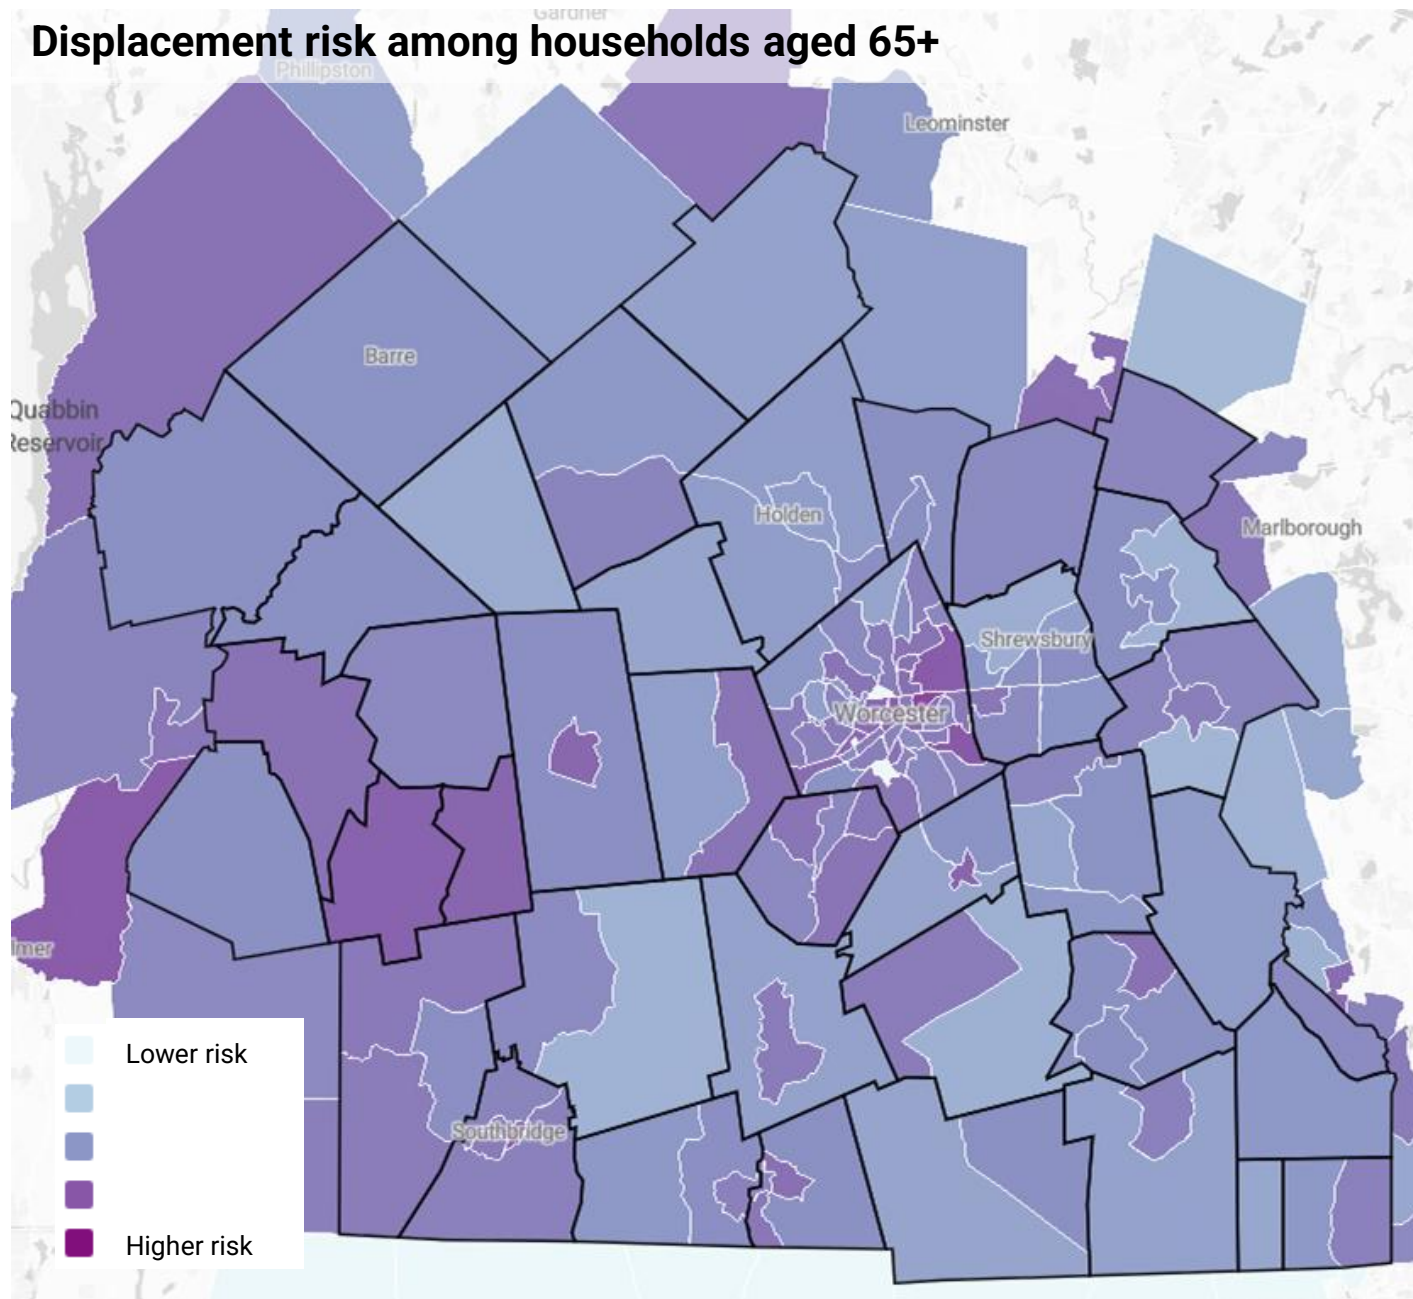 Gardner
Displacement risk among households aged 65+
Phillipston
Leominster
Barre
Quabbin
Reservoir
Holden
Marlborough
Shrewsbury
Worcester
lmer
Lower risk
Southbridge
Higher risk